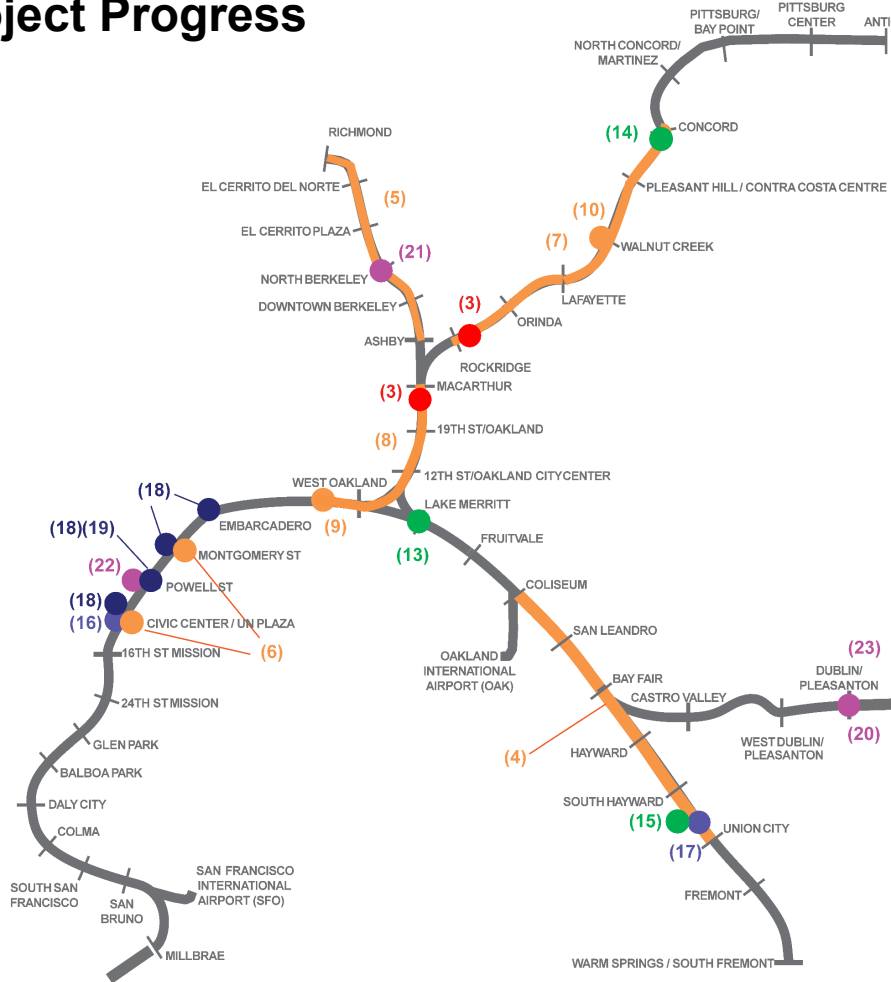 ject Progress
PITTSBURG/
BAY POINT
PITTSBURG
CENTER
ANTI
NORTH CONCORD/
MARTINEZ
CONCORD
(14)
RICHMOND
EL CERRITO DEL NORTE
(5)
PLEASANT HILL / CONTRA COSTA CENTRE
(10)
EL CERRITO PLAZA
(7)
WALNUT CREEK
(21)
NORTH BERKELEY
DOWNTOWN BERKELEY
LAFAYETTE
(3)
ORINDA
ASHBY
ROCKRIDGE
MACARTHUR
(3)
19TH ST/OAKLAND
(8)
12TH ST/OAKLAND CITY CENTER
WEST OAKLAND
(18)
LAKE MERRITT
EMBARCADERO
(9)
(18)(19)
(13)
FRUITVALE
MONTGOMERY ST
(22)
POWELL ST
COLISEUM
(18)
(16)
CIVIC CENTER / UN PLAZA
SAN LEANDRO
16TH ST MISSION
(6)
OAKLAND
INTERNATIONAL
AIRPORT (OAK)
(23)
DUBLIN/
PLEASANTON
BAY FAIR
CASTRO VALLEY
24TH ST MISSION
(20)
GLEN PARK
(4)
HAYWARD
WEST DUBLIN/
PLEASANTON
BALBOA PARK
DALY CITY
SOUTH HAYWARD
(15)
COLMA
UNION CITY
(17)
SOUTH SAN
FRANCISCO
SAN FRANCISCO
INTERNATIONAL
AIRPORT (SFO)
SAN
BRUNO
FREMONT
MILLBRAE
WARM SPRINGS / SOUTH FREMONT